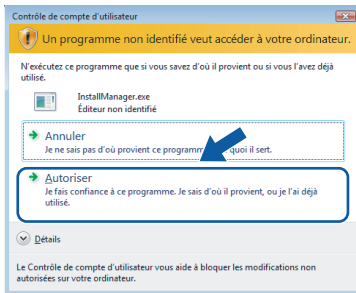 Contrôle de compte d'utilisateur
Un programme non identifié veut accéder à votre ordinateur.
N'exécutez ce programme que si vous savez d'où il provient ou si vous l'avez déjà
utilisé.
InstallManager.exe
Éditeur non identifié
Annuler
Je ne sais pas d'où provient ce programm quoi il sert.
Autoriser
Je fais confiance à ce programme. Je sais d'où il provient, ou je l'ai déjà
utilisé.
Détails
Le Contrôle de compte d'utilisateur vous aide à bloquer les modifications non
autorisées sur votre ordinateur.